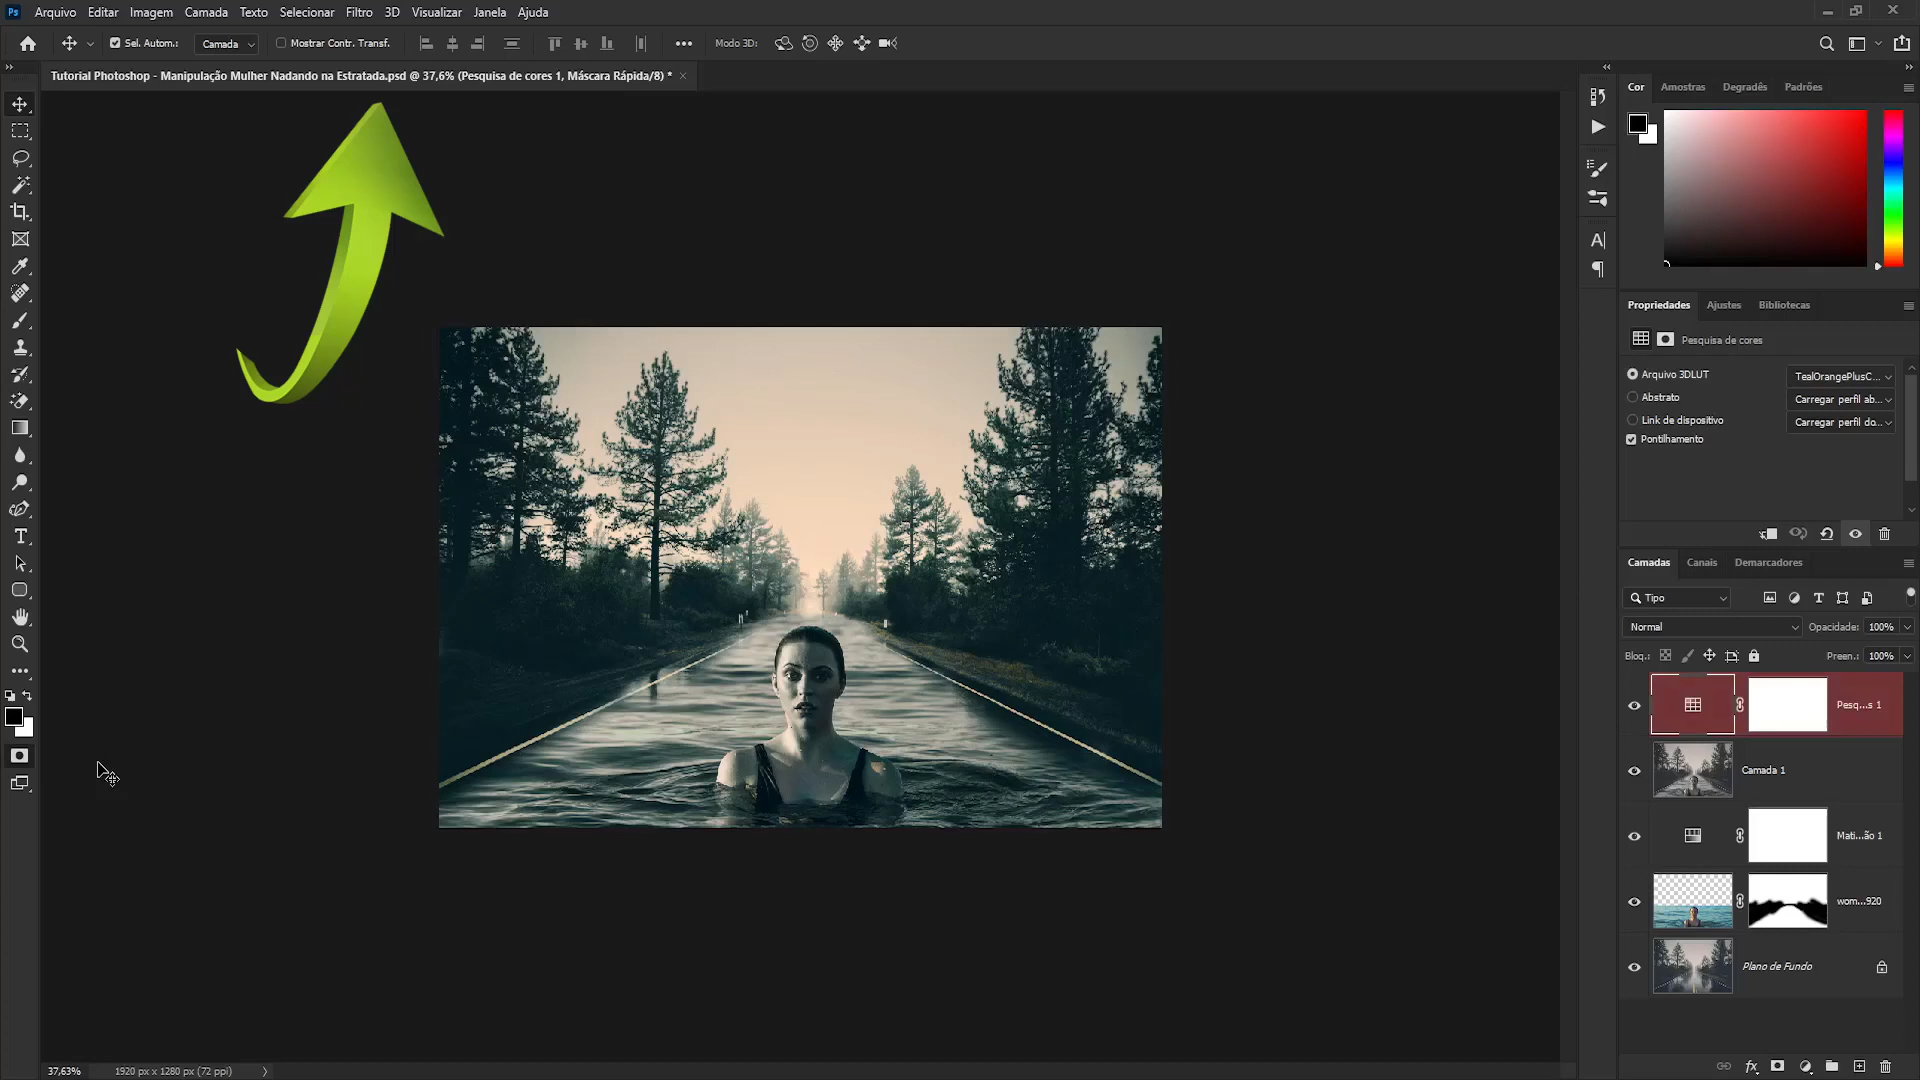 Ps Arquivo Editar Imagem Camada Texto Selecionar Filtro 3D Visualizar Janela Ajuda
Sel. Autom.: Camada Mostrar Contr. Transf. Modo 3D:
Tutorial Photoshop - Manipulação Mulher Nadando na Estratada.psd @ 37,6% (Pesquisa de cores 1, Máscara Rápida/8) *
Cor Amostras Degradês Padrões
Propriedades Ajustes Bibliotecas
Pesquisa de cores
Arquivo 3DLUT TealOrangePlusC...
Abstrato Carregar perfil ab...
Link de dispositivo Carregar perfil do...
Pontilhamento
Camadas Canais Demarcadores
Tipo
Normal Opacidade: 100%
Bloq.: Preen.: 100%
Pesq...s 1
Camada 1
Mati...ão 1
wom...920
Plano de Fundo
37,63% 1920 px x 1280 px (72 ppi)